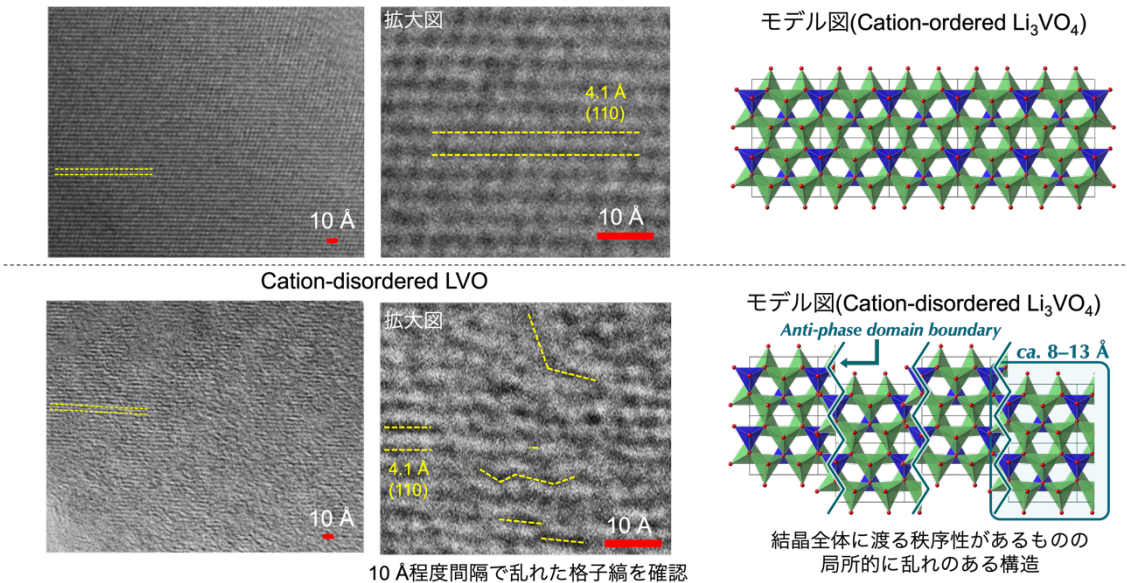 拡大図
4.1 Å
(110)
10 Å
10 Å
モデル図(Cation-ordered Li₃VO₄)
Cation-disordered LVO
拡大図
4.1 Å
(110)
10 Å
10 Å
10 Å程度間隔で乱れた格子縞を確認
モデル図(Cation-disordered Li₃VO₄)
Anti-phase domain boundary
ca. 8–13 Å
結晶全体に渡る秩序性があるものの
局所的に乱れのある構造